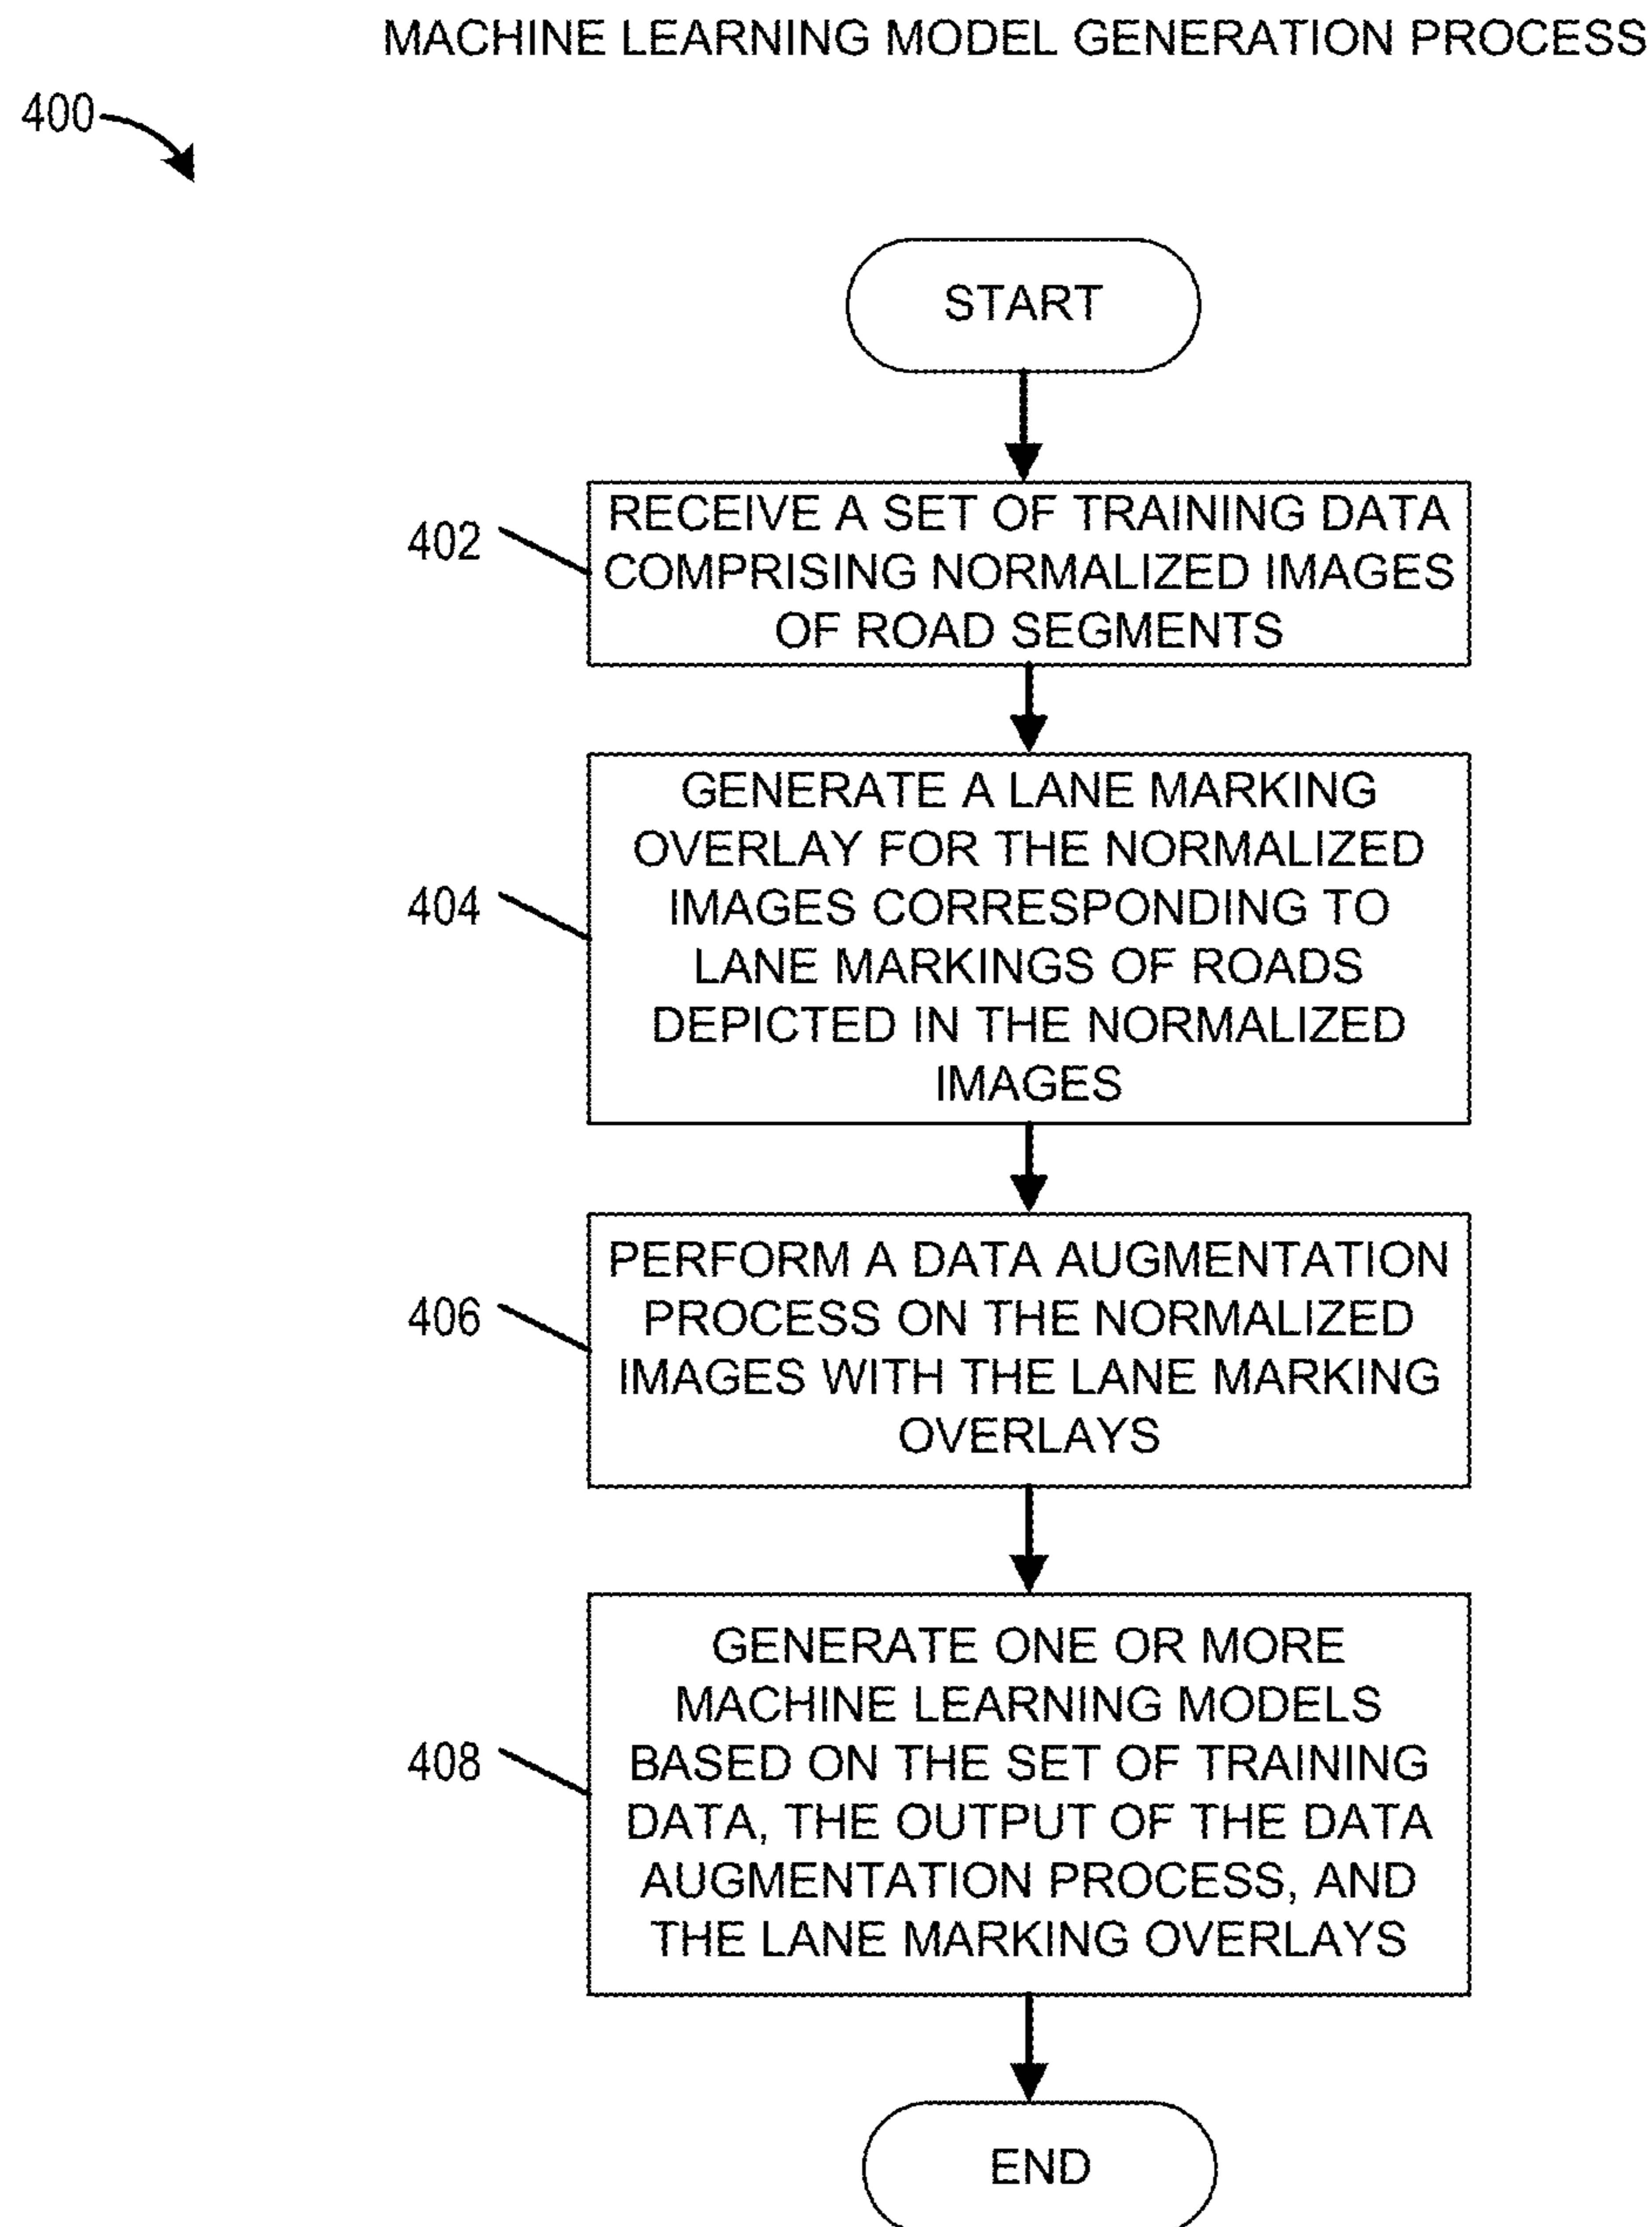 MACHINE LEARNING MODEL GENERATION PROCESS
400
START
402
RECEIVE A SET OF TRAINING DATA
COMPRISING NORMALIZED IMAGES
OF ROAD SEGMENTS
404
GENERATE A LANE MARKING
OVERLAY FOR THE NORMALIZED
IMAGES CORRESPONDING TO
LANE MARKINGS OF ROADS
DEPICTED IN THE NORMALIZED
IMAGES
406
PERFORM A DATA AUGMENTATION
PROCESS ON THE NORMALIZED
IMAGES WITH THE LANE MARKING
OVERLAYS
408
GENERATE ONE OR MORE
MACHINE LEARNING MODELS
BASED ON THE SET OF TRAINING
DATA, THE OUTPUT OF THE DATA
AUGMENTATION PROCESS, AND
THE LANE MARKING OVERLAYS
END